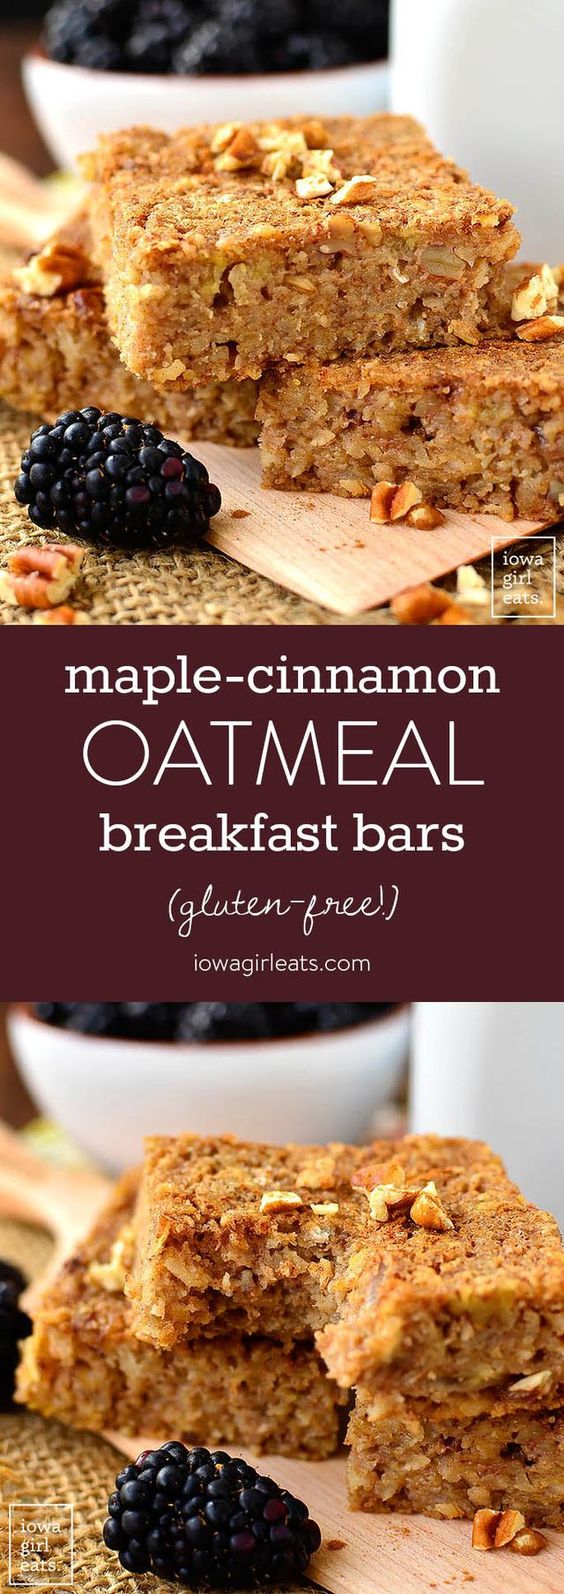 iowa
girl
eats.
maple-cinnamon
OATMEAL
breakfast bars
(gluten-free!)
iowagirleats.com
iowa
girl
eats.